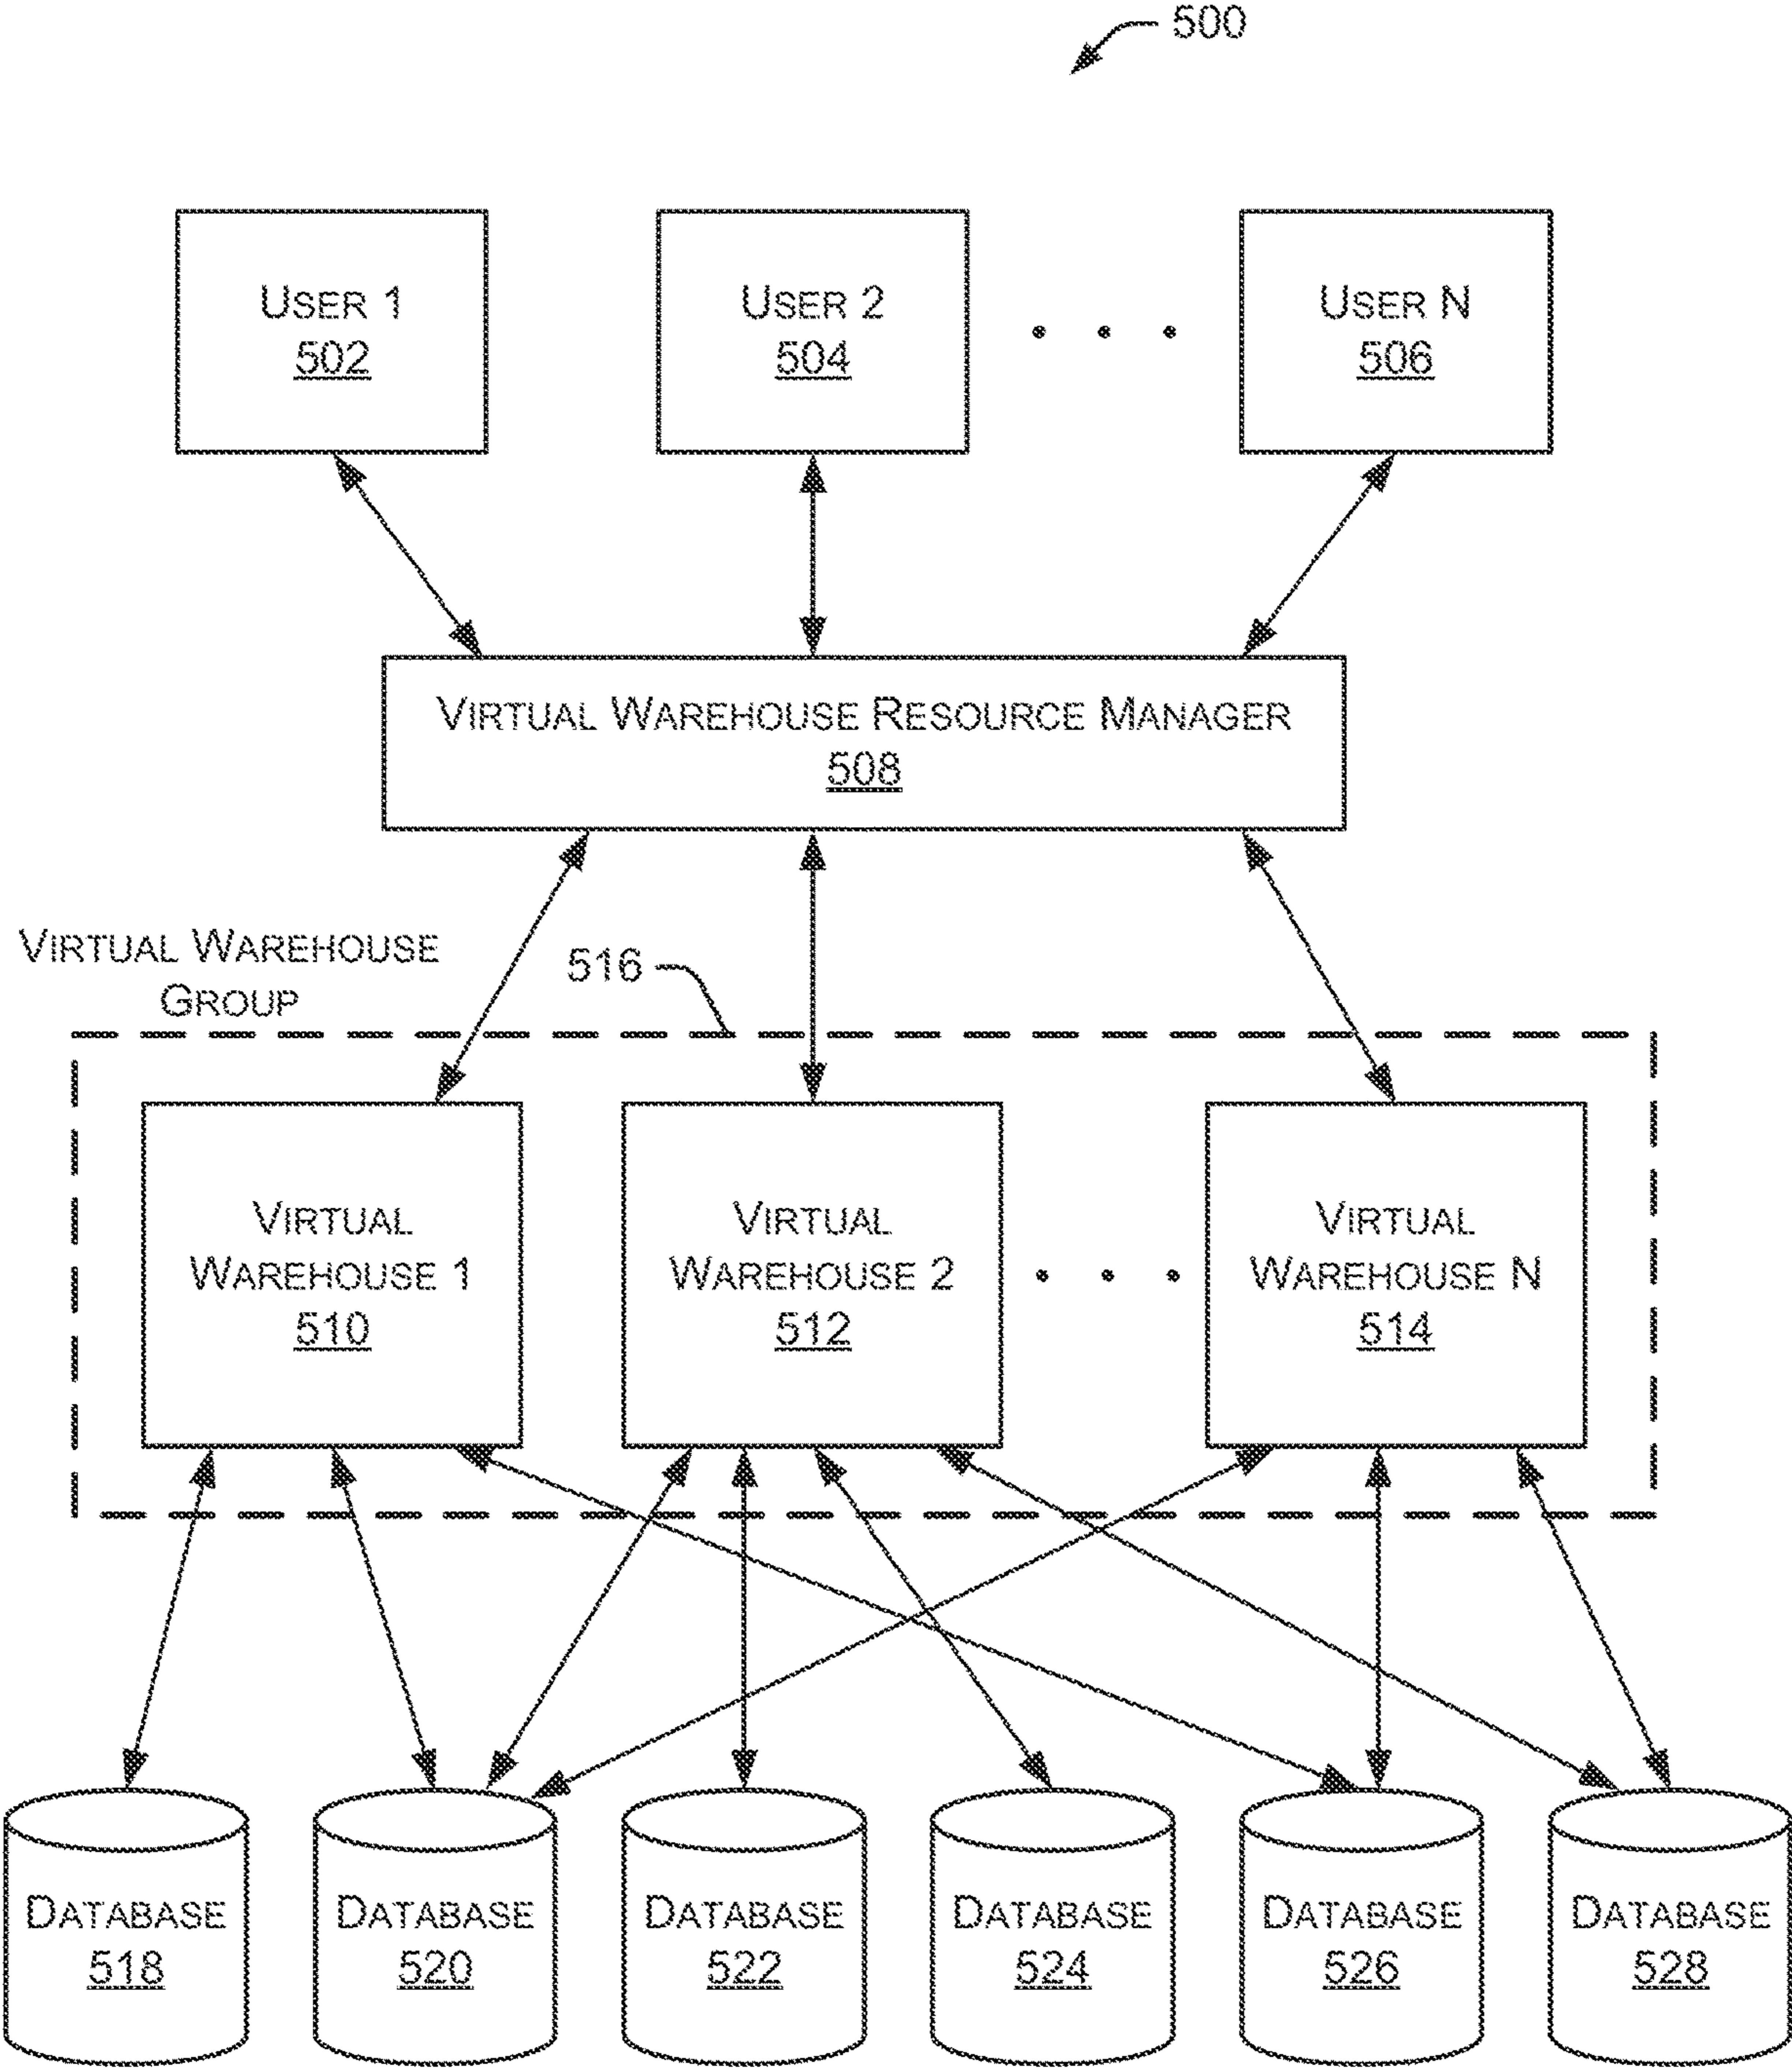 500
USER 1
502
USER 2
504
USER N
506
VIRTUAL WAREHOUSE RESOURCE MANAGER
508
VIRTUAL WAREHOUSE
GROUP
516
VIRTUAL
WAREHOUSE 1
510
VIRTUAL
WAREHOUSE 2
512
VIRTUAL
WAREHOUSE N
514
DATABASE
518
DATABASE
520
DATABASE
522
DATABASE
524
DATABASE
526
DATABASE
528